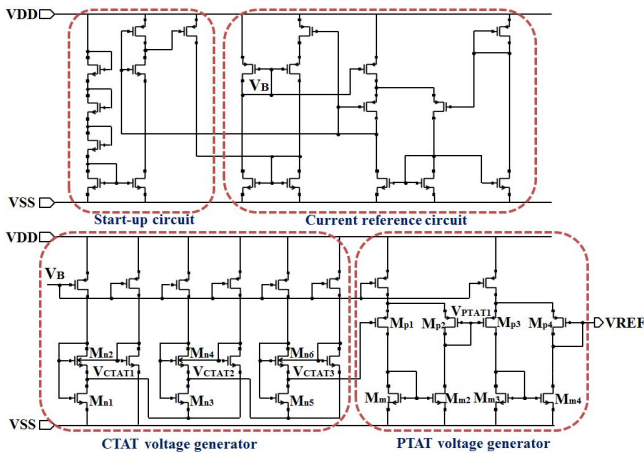 VDD
VB
VSS
Start-up circuit
Current reference circuit
VDD
VB
VPTAT1
VREF
Mp1
Mp2
Mp3
Mp4
Mn2
Mn4
Mn6
VCTAT1
VCTAT2
VCTAT3
Mn1
Mn3
Mn5
Mm1
Mm2
Mm3
Mm4
VSS
CTAT voltage generator
PTAT voltage generator